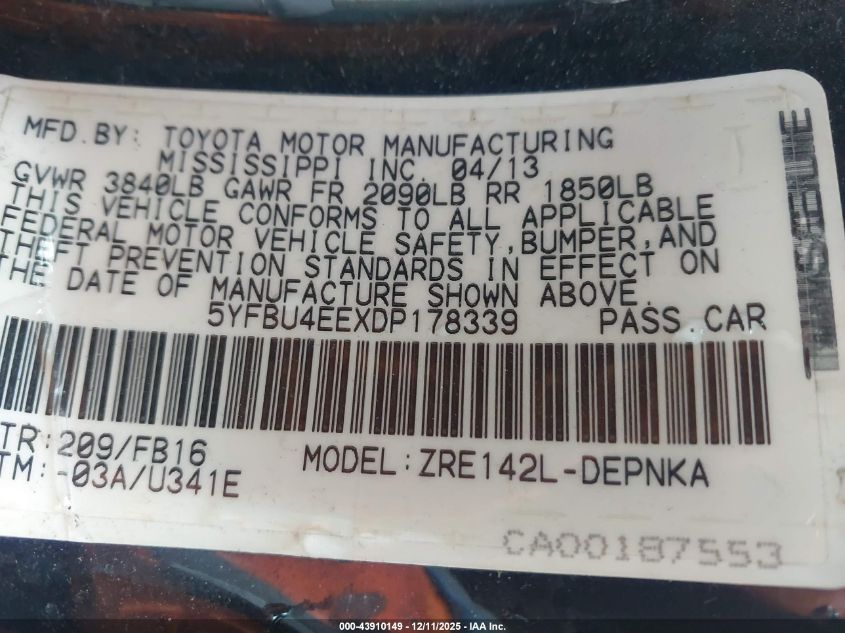 MFD.BY: TOYOTA MOTOR MANUFACTURING
MISSISSIPPI INC. 04/13
GVWR 3840LB GAWR FR 2090LB RR 1850LB
THIS VEHICLE CONFORMS TO ALL APPLICABLE
FEDERAL MOTOR VEHICLE SAFETY,BUMPER,AND
THEFT PREVENTION STANDARDS IN EFFECT ON
THE DATE OF MANUFACTURE SHOWN ABOVE.
5YFBU4EEXDP178339 PASS.CAR
TR:209/FB16
TM:-03A/U341E
MODEL:ZRE142L-DEPNKA
CA00187553
000-43910149 - 12/11/2025 - IAA Inc.